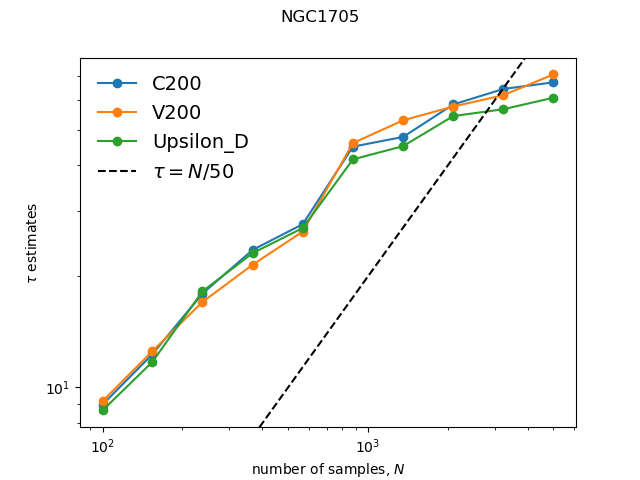 NGC1705
C200
V200
Upsilon_D
τ = N/50
τ estimates
10¹
10² 10³
number of samples, N